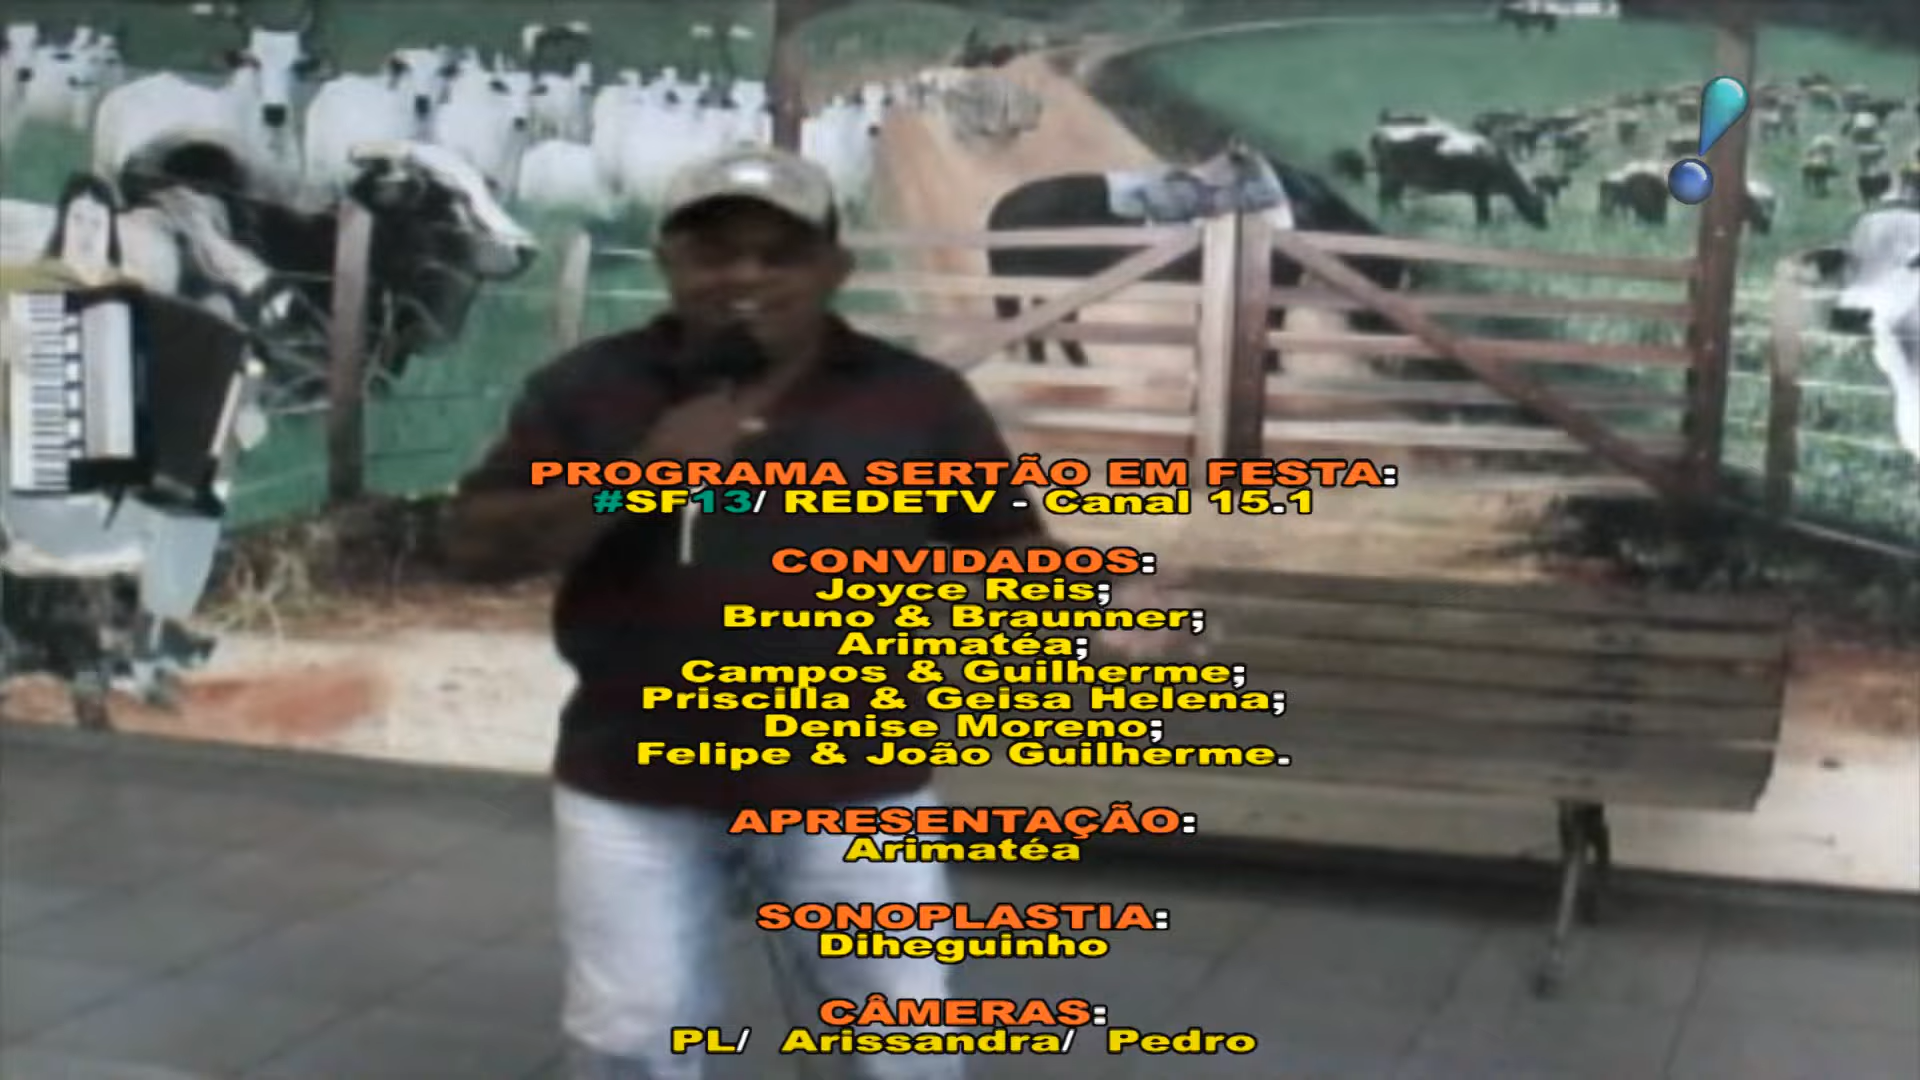 PROGRAMA SERTÃO EM FESTA:
#SF13/ REDETV - Canal 15.1
CONVIDADOS:
Joyce Reis;
Bruno & Braunner;
Arimatéa;
Campos & Guilherme;
Priscilla & Geisa Helena;
Denise Moreno;
Felipe & João Guilherme.
APRESENTAÇÃO:
Arimatéa
SONOPLASTIA:
Diheguinho
CÂMERAS:
PL/ Arissandra/ Pedro